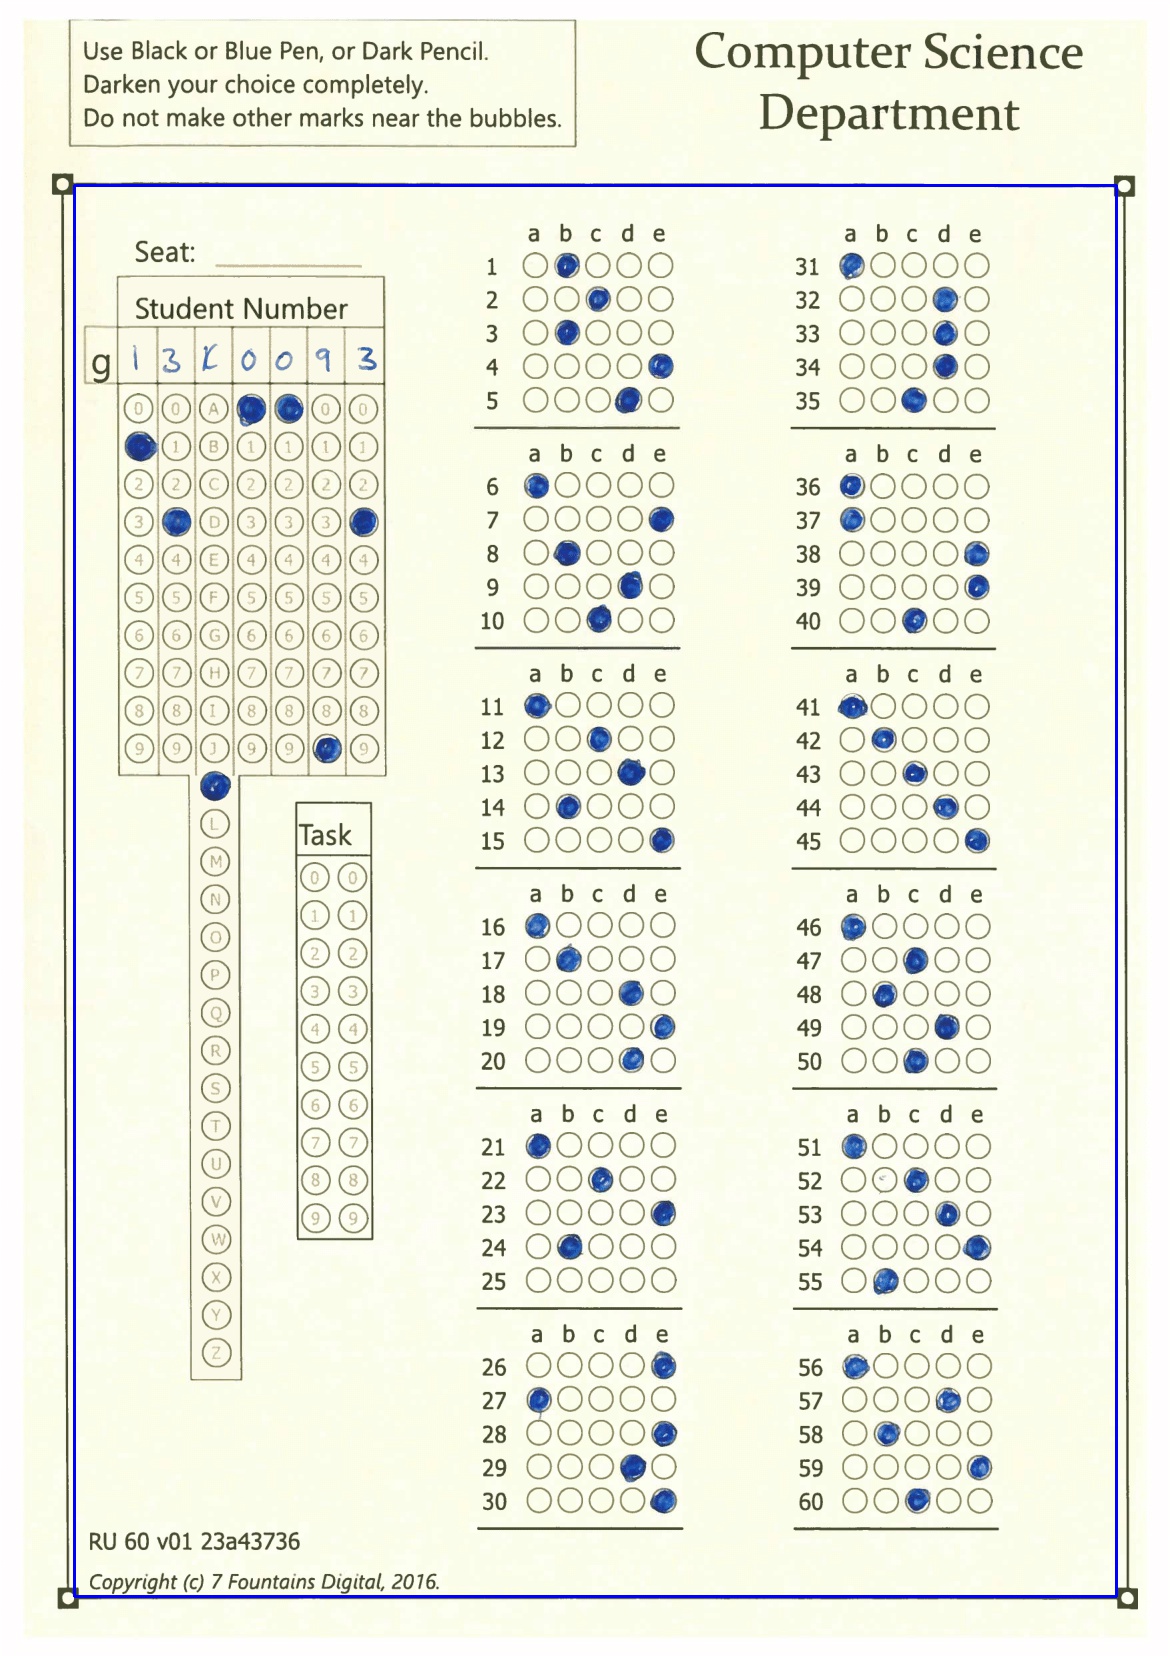 Use Black or Blue Pen, or Dark Pencil.
Darken your choice completely.
Do not make other marks near the bubbles.
Computer Science
Department
Seat:
Student Number
g 1 3 K 0 0 9 3
0 0 A 0 0
1 B 1 1 1 1
2 2 C 2 2 2 2
3 D 3 3 3
4 4 E 4 4 4 4
5 5 F 5 5 5 5
6 6 G 6 6 6 6
7 7 H 7 7 7 7
8 8 I 8 8 8 8
9 9 J 9 9 9
L
M
N
O
P
Q
R
S
T
U
V
W
X
Y
Z
Task
0 0
1 1
2 2
3 3
4 4
5 5
6 6
7 7
8 8
9 9
a b c d e
1
2
3
4
5
a b c d e
6
7
8
9
10
a b c d e
11
12
13
14
15
a b c d e
16
17
18
19
20
a b c d e
21
22
23
24
25
a b c d e
26
27
28
29
30
a b c d e
31
32
33
34
35
a b c d e
36
37
38
39
40
a b c d e
41
42
43
44
45
a b c d e
46
47
48
49
50
a b c d e
51
52
53
54
55
a b c d e
56
57
58
59
60
RU 60 v01 23a43736
Copyright (c) 7 Fountains Digital, 2016.